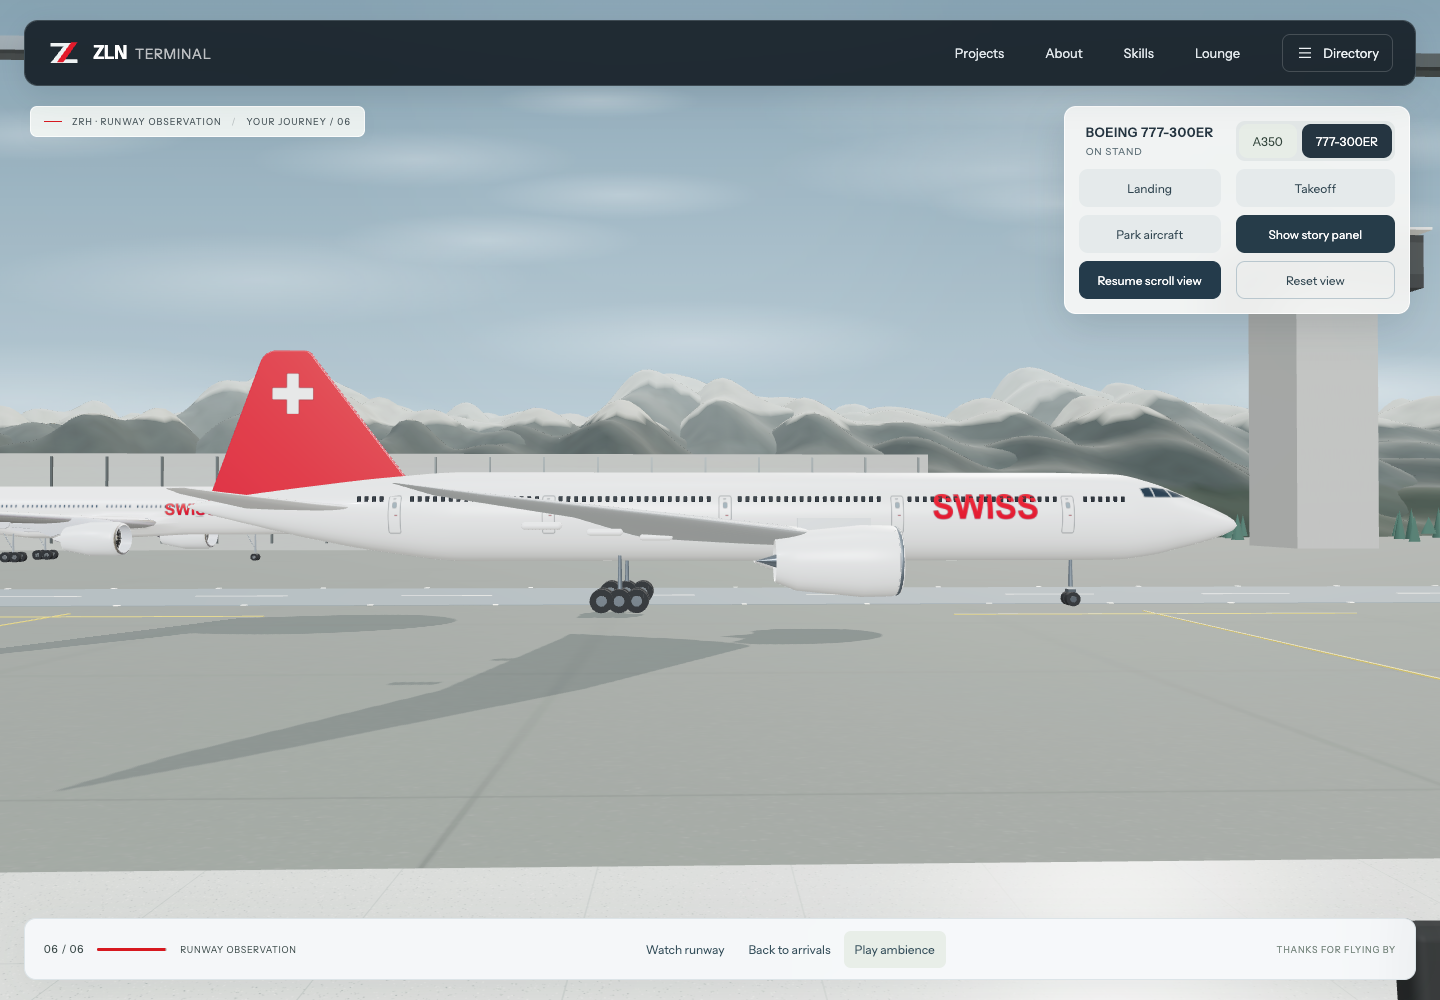 ZLN TERMINAL
Projects
About
Skills
Lounge
Directory
ZRH · RUNWAY OBSERVATION / YOUR JOURNEY / 06
BOEING 777-300ER
ON STAND
A350
777-300ER
Landing
Takeoff
Park aircraft
Show story panel
Resume scroll view
Reset view
SWISS
06 / 06
RUNWAY OBSERVATION
Watch runway
Back to arrivals
Play ambience
THANKS FOR FLYING BY